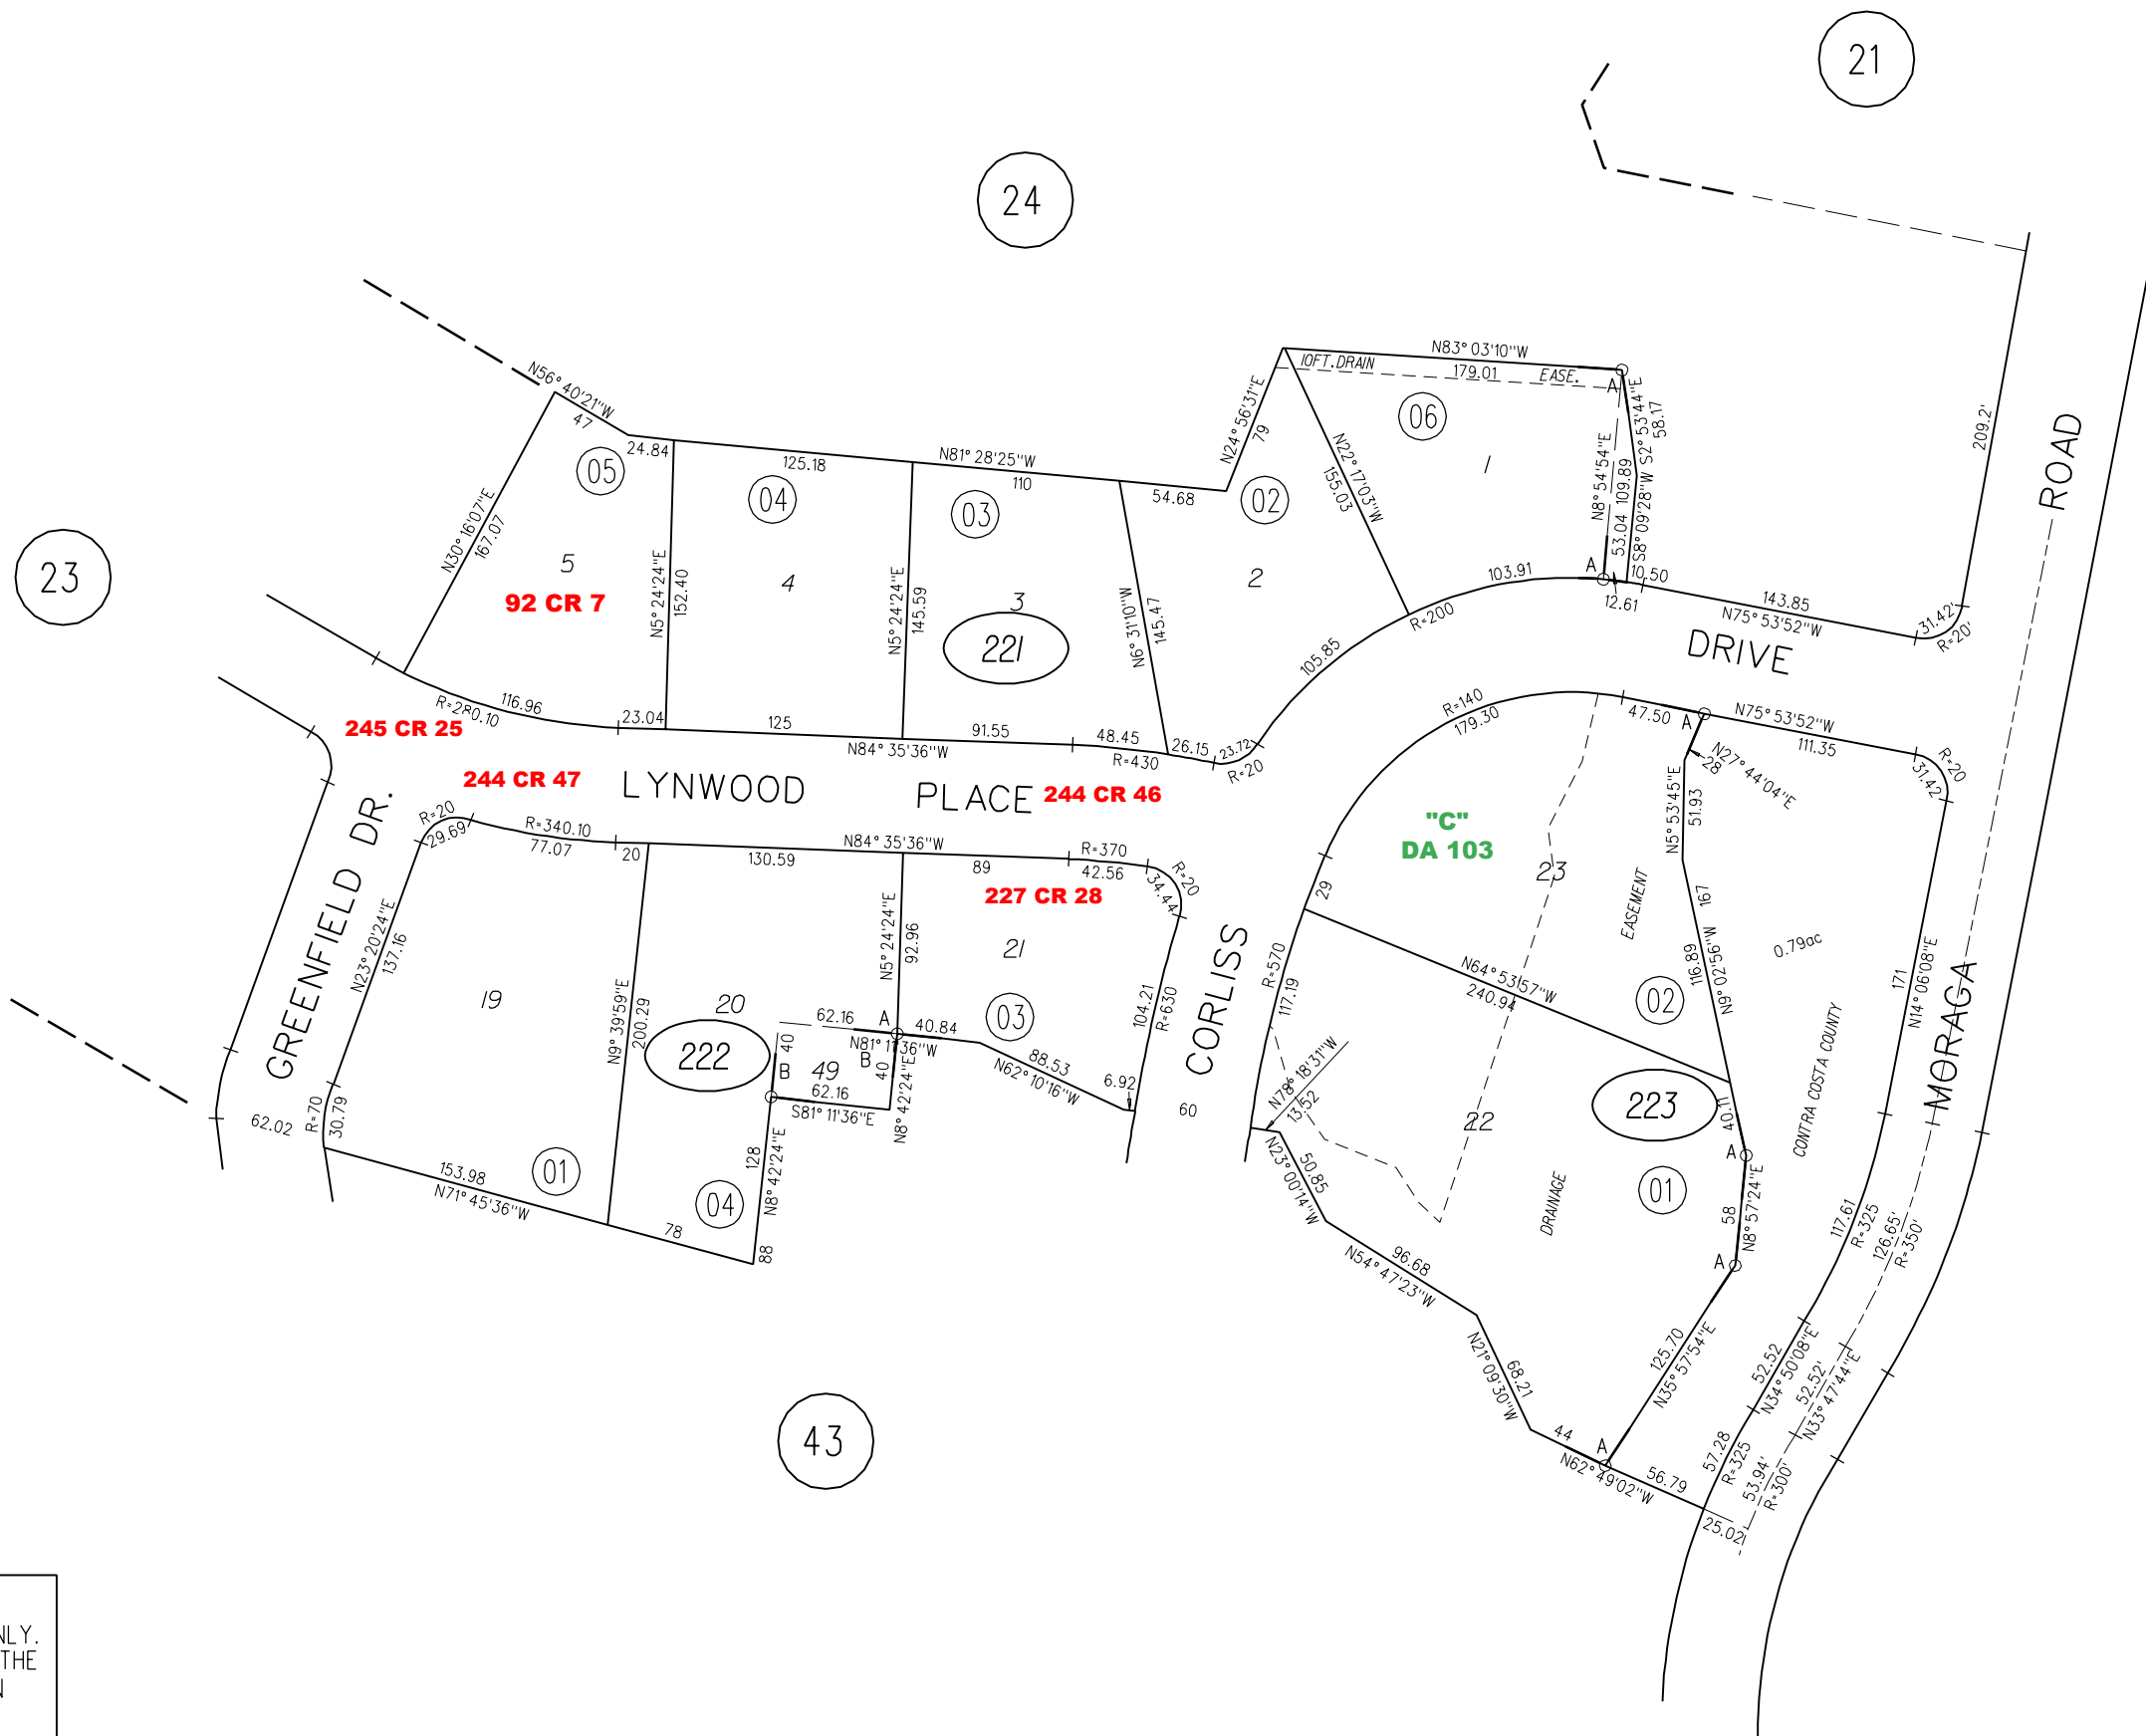 21
24
23
43
N56°40'21"W
47
24.84
05
N30°16'07"E
167.07
5
92 CR 7
N5°24'24"E
152.40
125.18
04
4
N81°28'25"W
110
03
3
N5°24'24"E
145.59
221
54.68
N6°31'10"W
145.47
02
2
N24°56'31"E
79
N83°03'10"W
10FT.DRAIN
179.01
EASE.
A
06
1
N22°17'03"W
155.03
N8°54'54"E
53.04 109.89
S8°09'28"W S2°53'44"E
58.17
A
10.50
12.61
103.91
R=200
105.85
143.85
N75°53'52"W
31.42'
R=20'
209.2'
ROAD
DRIVE
R=280.10
116.96
23.04
125
N84°35'36"W
91.55
48.45
R=430
26.15
23.72
R=20
245 CR 25
244 CR 47
LYNWOOD
PLACE
244 CR 46
GREENFIELD DR.
R=20
29.69
R=340.10
77.07
20
130.59
N84°35'36"W
89
R=370
42.56
R=20
34.44
227 CR 28
21
N5°24'24"E
92.96
N23°20'24"E
137.16
19
N9°39'59"E
200.29
20
222
62.16
A
40.84
N81°11'36"W
40
B
49
B
40
62.16
S81°11'36"E
N8°42'24"E
03
88.53
N62°10'16"W
104.21
R=630
6.92
60
CORLISS
62.02
R=70
30.79
01
153.98
N71°45'36"W
78
04
128
N8°42'24"E
88
R=140
179.30
47.50
A
N75°53'52"W
111.35
R=20
31.42
N27°44'04"E
28
N5°53'45"E
51.93
"C"
DA 103
23
29
EASEMENT
167
116.89
N9°02'56"W
0.79ac
02
R=570
117.19
N64°53'57"W
240.94
N78°18'31"W
13.52
22
223
40.11
A
01
58
N8°57'24"E
A
DRAINAGE
CONTRA COSTA COUNTY
171
N14°06'08"E
MORAGA
N23°00'14"W
50.85
96.68
N54°47'23"W
N21°09'30"W
68.21
125.70
N35°57'54"E
117.61
R=325
126.65'
R=350'
52.52
N34°50'08"E
52.52'
N33°47'44"E
57.28
R=325
53.94'
R=300'
44
A
N62°49'02"W
56.79
25.02'
NLY.
THE
N